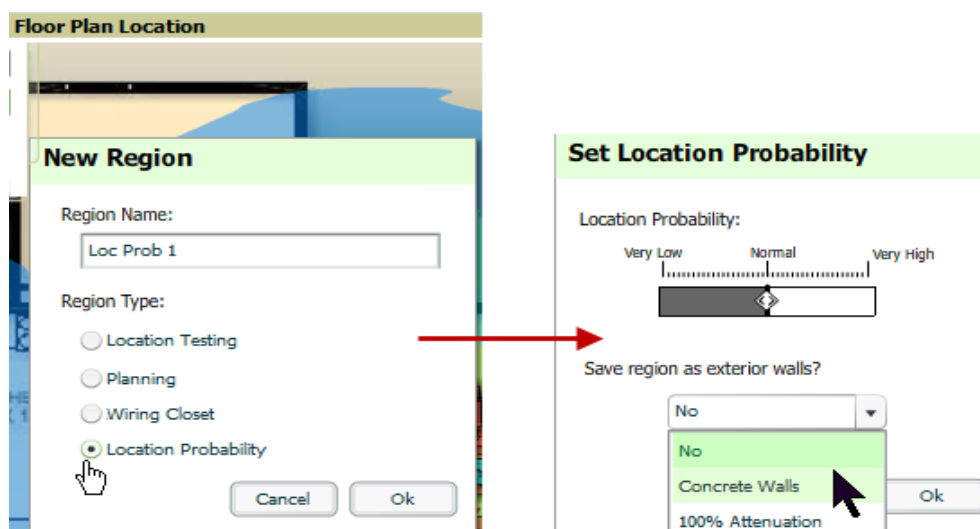 Floor Plan Location
New Region
Region Name:
Loc Prob 1
Region Type:
Location Testing
Planning
Wiring Closet
Location Probability
Cancel Ok
Set Location Probability
Location Probability:
Very Low Normal Very High
Save region as exterior walls?
No
No
Concrete Walls
100% Attenuation
Ok